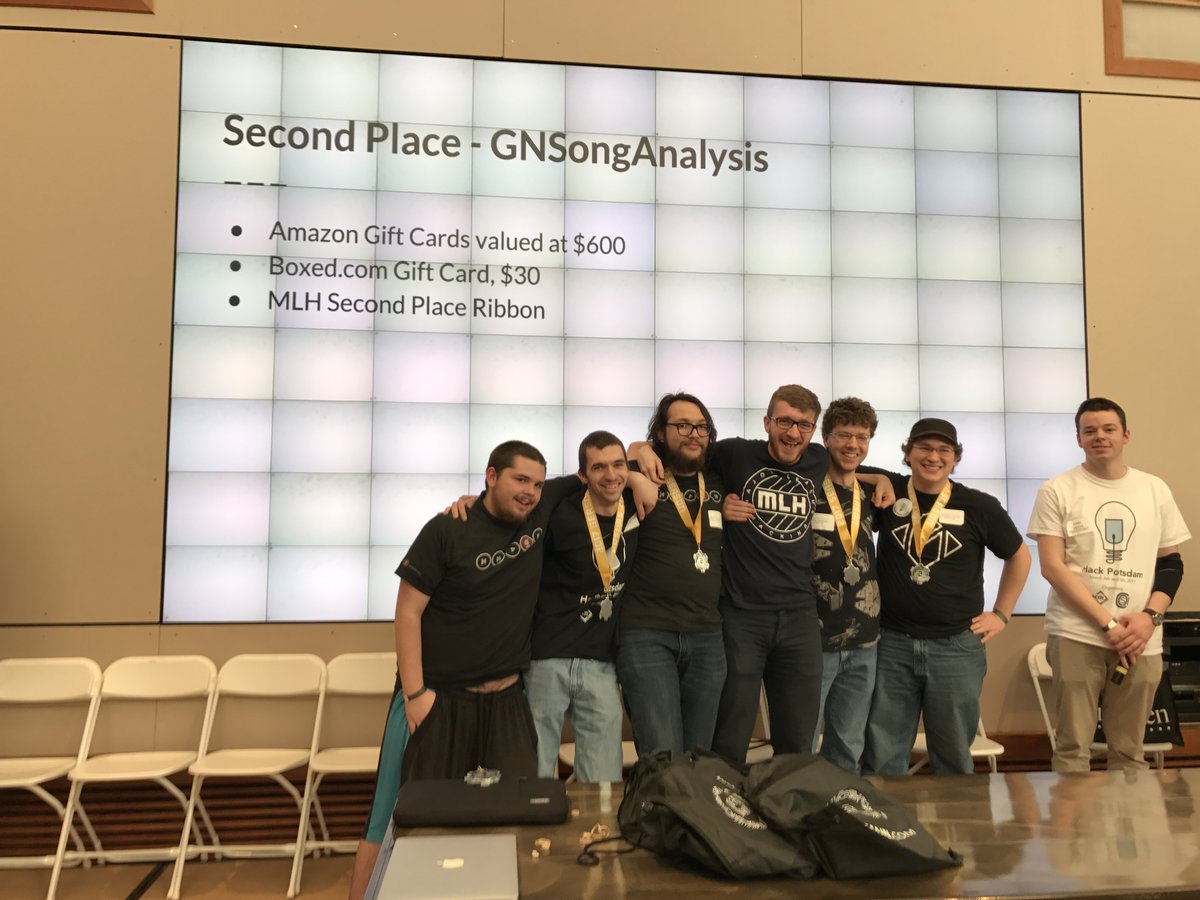 Second Place - GNSongAnalysis
---
● Amazon Gift Cards valued at $600
● Boxed.com Gift Card, $30
● MLH Second Place Ribbon
MLH
Hack Potsdam